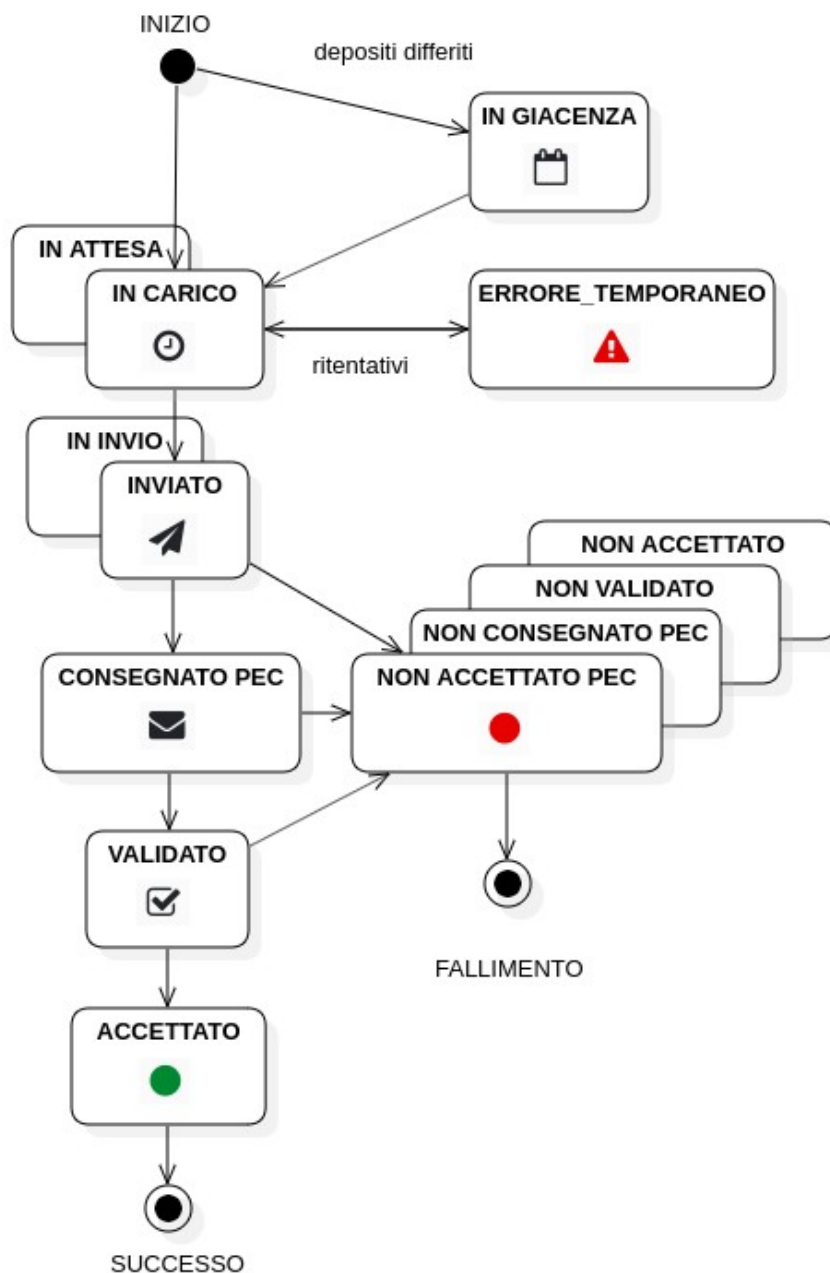 INIZIO
depositi differiti
IN GIACENZA
IN ATTESA
IN CARICO
ERRORE_TEMPORANEO
ritentativi
IN INVIO
INVIATO
NON ACCETTATO
NON VALIDATO
NON CONSEGNATO PEC
CONSEGNATO PEC
NON ACCETTATO PEC
VALIDATO
FALLIMENTO
ACCETTATO
SUCCESSO